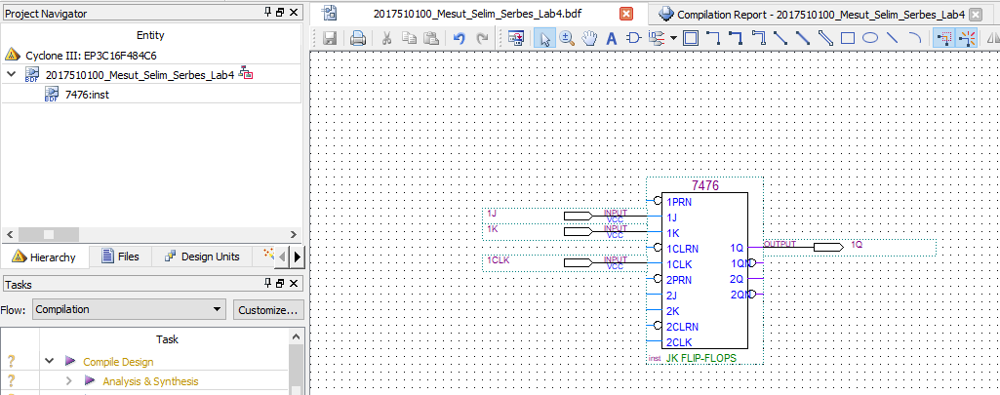 Project Navigator
Entity
Cyclone III: EP3C16F484C6
2017510100_Mesut_Selim_Serbes_Lab4
BDF
7476:inst
BDF
Hierarchy
Files
Design Units
Tasks
Flow:
Compilation
Customize...
Task
? Compile Design
? Analysis & Synthesis
2017510100_Mesut_Selim_Serbes_Lab4.bdf
Compilation Report - 2017510100_Mesut_Selim_Serbes_Lab4
A
7476
1PRN
1J
INPUT
VCC
1J
1K
INPUT
VCC
1K
1CLRN
1Q
OUTPUT
1Q
1CLK
INPUT
VCC
1CLK
1QN
2PRN
2Q
2J
2QN
2K
2CLRN
2CLK
inst
JK FLIP-FLOPS